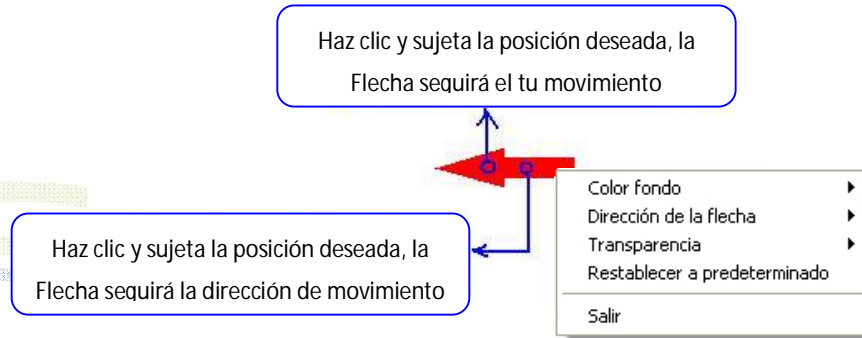 Haz clic y sujeta la posición deseada, la
Flecha seguirá el tu movimiento
Color fondo
Dirección de la flecha
Transparencia
Restablecer a predeterminado
Salir
Haz clic y sujeta la posición deseada, la
Flecha seguirá la dirección de movimiento